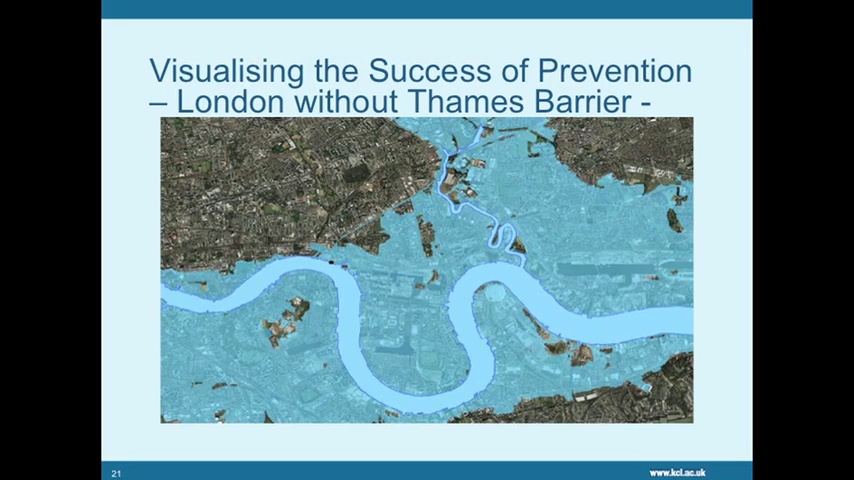 Visualising the Success of Prevention
– London without Thames Barrier -
21
www.kcl.ac.uk